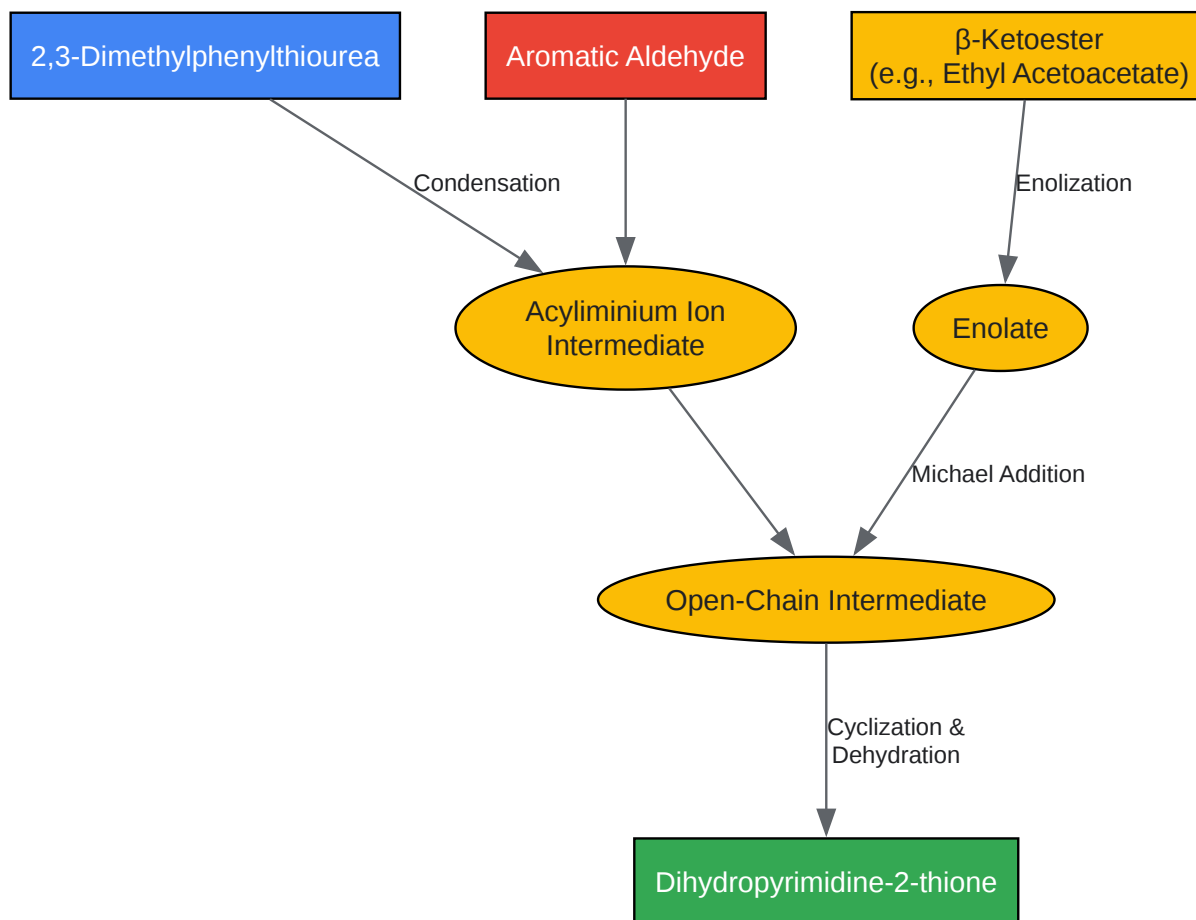 2,3-Dimethylphenylthiourea
Aromatic Aldehyde
β-Ketoester
(e.g., Ethyl Acetoacetate)
Condensation
Enolization
Acyliminium Ion
Intermediate
Enolate
Michael Addition
Open-Chain Intermediate
Cyclization &
Dehydration
Dihydropyrimidine-2-thione